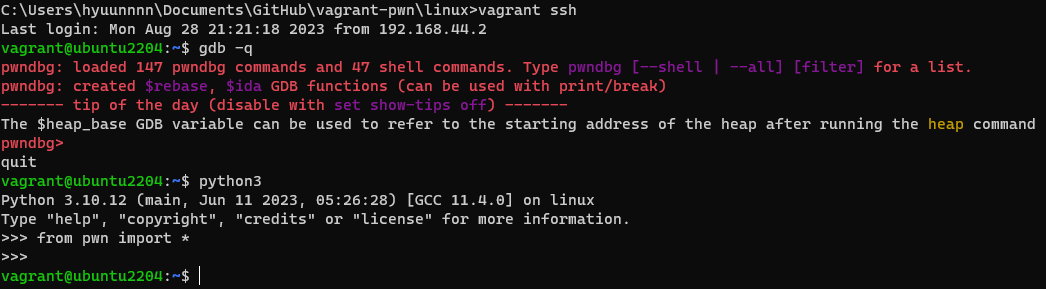 C:\Users\hyuunnnn\Documents\GitHub\vagrant-pwn\linux>vagrant ssh
Last login: Mon Aug 28 21:21:18 2023 from 192.168.44.2
vagrant@ubuntu2204:~$ gdb -q
pwndbg: loaded 147 pwndbg commands and 47 shell commands. Type pwndbg [--shell | --all] [filter] for a list.
pwndbg: created $rebase, $ida GDB functions (can be used with print/break)
------- tip of the day (disable with set show-tips off) -------
The $heap_base GDB variable can be used to refer to the starting address of the heap after running the heap command
pwndbg>
quit
vagrant@ubuntu2204:~$ python3
Python 3.10.12 (main, Jun 11 2023, 05:26:28) [GCC 11.4.0] on linux
Type "help", "copyright", "credits" or "license" for more information.
>>> from pwn import *
>>>
vagrant@ubuntu2204:~$